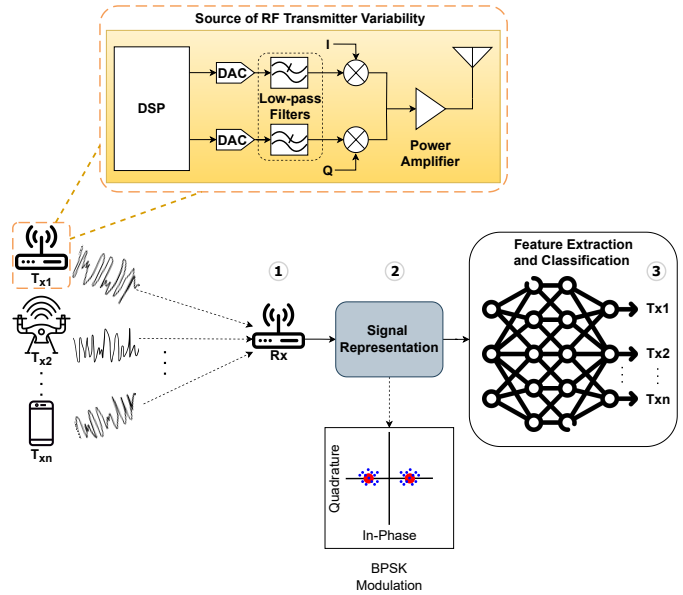 Source of RF Transmitter Variability
I
DAC
DSP
Low-pass
Filters
DAC
Power
Amplifier
Q
Tx1
1
2
Feature Extraction
and Classification
3
Tx2
Txn
Rx
Signal
Representation
Tx1
Tx2
Txn
Quadrature
In-Phase
BPSK
Modulation